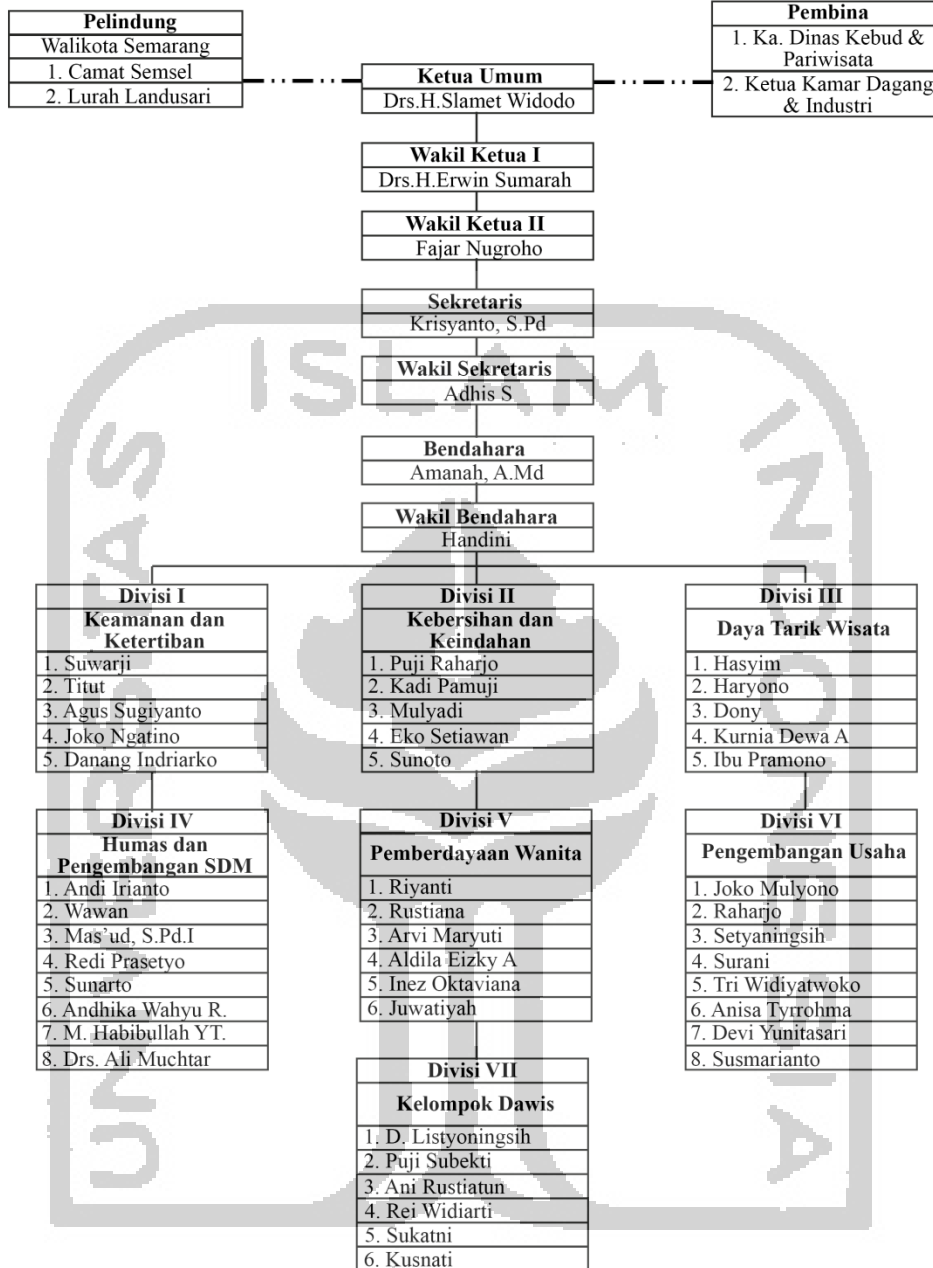 Pelindung
Walikota Semarang
1. Camat Semsel
2. Lurah Landusari
Pembina
1. Ka. Dinas Kebud &
Pariwisata
2. Ketua Kamar Dagang
& Industri
Ketua Umum
Drs.H.Slamet Widodo
Wakil Ketua I
Drs.H.Erwin Sumarah
Wakil Ketua II
Fajar Nugroho
Sekretaris
Krisyanto, S.Pd
Wakil Sekretaris
Adhis S
Bendahara
Amanah, A.Md
Wakil Bendahara
Handini
Divisi I
Keamanan dan
Ketertiban
1. Suwarji
2. Titut
3. Agus Sugiyanto
4. Joko Ngatino
5. Danang Indriarko
Divisi II
Kebersihan dan
Keindahan
1. Puji Raharjo
2. Kadi Pamuji
3. Mulyadi
4. Eko Setiawan
5. Sunoto
Divisi III
Daya Tarik Wisata
1. Hasyim
2. Haryono
3. Dony
4. Kurnia Dewa A
5. Ibu Pramono
Divisi IV
Humas dan
Pengembangan SDM
1. Andi Irianto
2. Wawan
3. Mas’ud, S.Pd.I
4. Redi Prasetyo
5. Sunarto
6. Andhika Wahyu R.
7. M. Habibullah YT.
8. Drs. Ali Muchtar
Divisi V
Pemberdayaan Wanita
1. Riyanti
2. Rustiana
3. Arvi Maryuti
4. Aldila Eizky A
5. Inez Oktaviana
6. Juwatiyah
Divisi VI
Pengembangan Usaha
1. Joko Mulyono
2. Raharjo
3. Setyaningsih
4. Surani
5. Tri Widiyatwoko
6. Anisa Tyrrohma
7. Devi Yunitasari
8. Susmarianto
Divisi VII
Kelompok Dawis
1. D. Listyoningsih
2. Puji Subekti
3. Ani Rustiatun
4. Rei Widiarti
5. Sukatni
6. Kusnati
UNIVERSITAS
ISLAM
INDONESIA